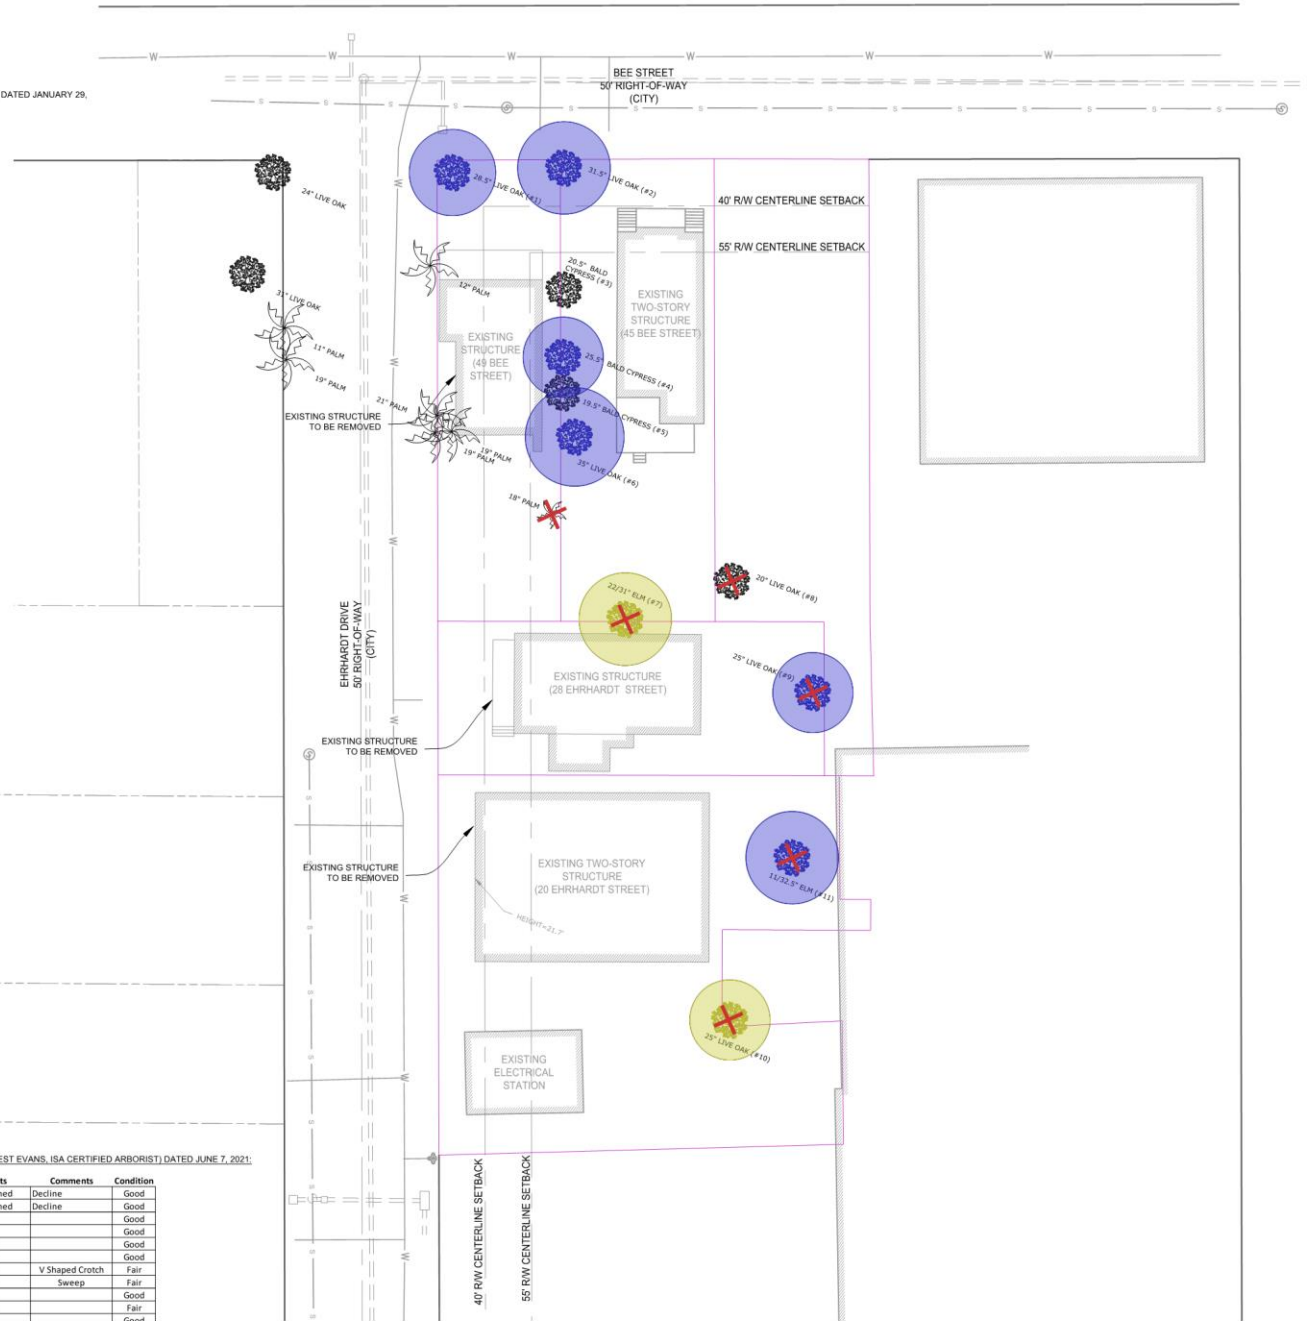 BEE STREET
50' RIGHT-OF-WAY
(CITY)
DATED JANUARY 29,
24" LIVE OAK
28.5" LIVE OAK (#1)
31.5" LIVE OAK (#2)
40' R/W CENTERLINE SETBACK
55' R/W CENTERLINE SETBACK
31" LIVE OAK
12" PALM
20.5" BALD
CYPRESS (#3)
EXISTING
TWO-STORY
STRUCTURE
(45 BEE STREET)
11" PALM
19" PALM
EXISTING
STRUCTURE
(49 BEE
STREET)
25.5" BALD CYPRESS (#4)
21" PALM
19.5" BALD CYPRESS (#5)
EXISTING STRUCTURE
TO BE REMOVED
19" PALM
19" PALM
35" LIVE OAK (#6)
18" PALM
22/31" ELM (#7)
20" LIVE OAK (#8)
EHRHARDT DRIVE
50' RIGHT-OF-WAY
(CITY)
25" LIVE OAK (#9)
EXISTING STRUCTURE
(28 EHRHARDT STREET)
EXISTING STRUCTURE
TO BE REMOVED
EXISTING STRUCTURE
TO BE REMOVED
EXISTING TWO-STORY
STRUCTURE
(20 EHRHARDT STREET)
HEIGHT=21.7'
11/32.5" ELM (#11)
25" LIVE OAK (#10)
EXISTING
ELECTRICAL
STATION
EST EVANS, ISA CERTIFIED ARBORIST) DATED JUNE 7, 2021:
ts Comments Condition
ned Decline Good
ned Decline Good
Good
Good
Good
Good
V Shaped Crotch Fair
Sweep Fair
Good
Fair
Good
40' R/W CENTERLINE SETBACK
55' R/W CENTERLINE SETBACK